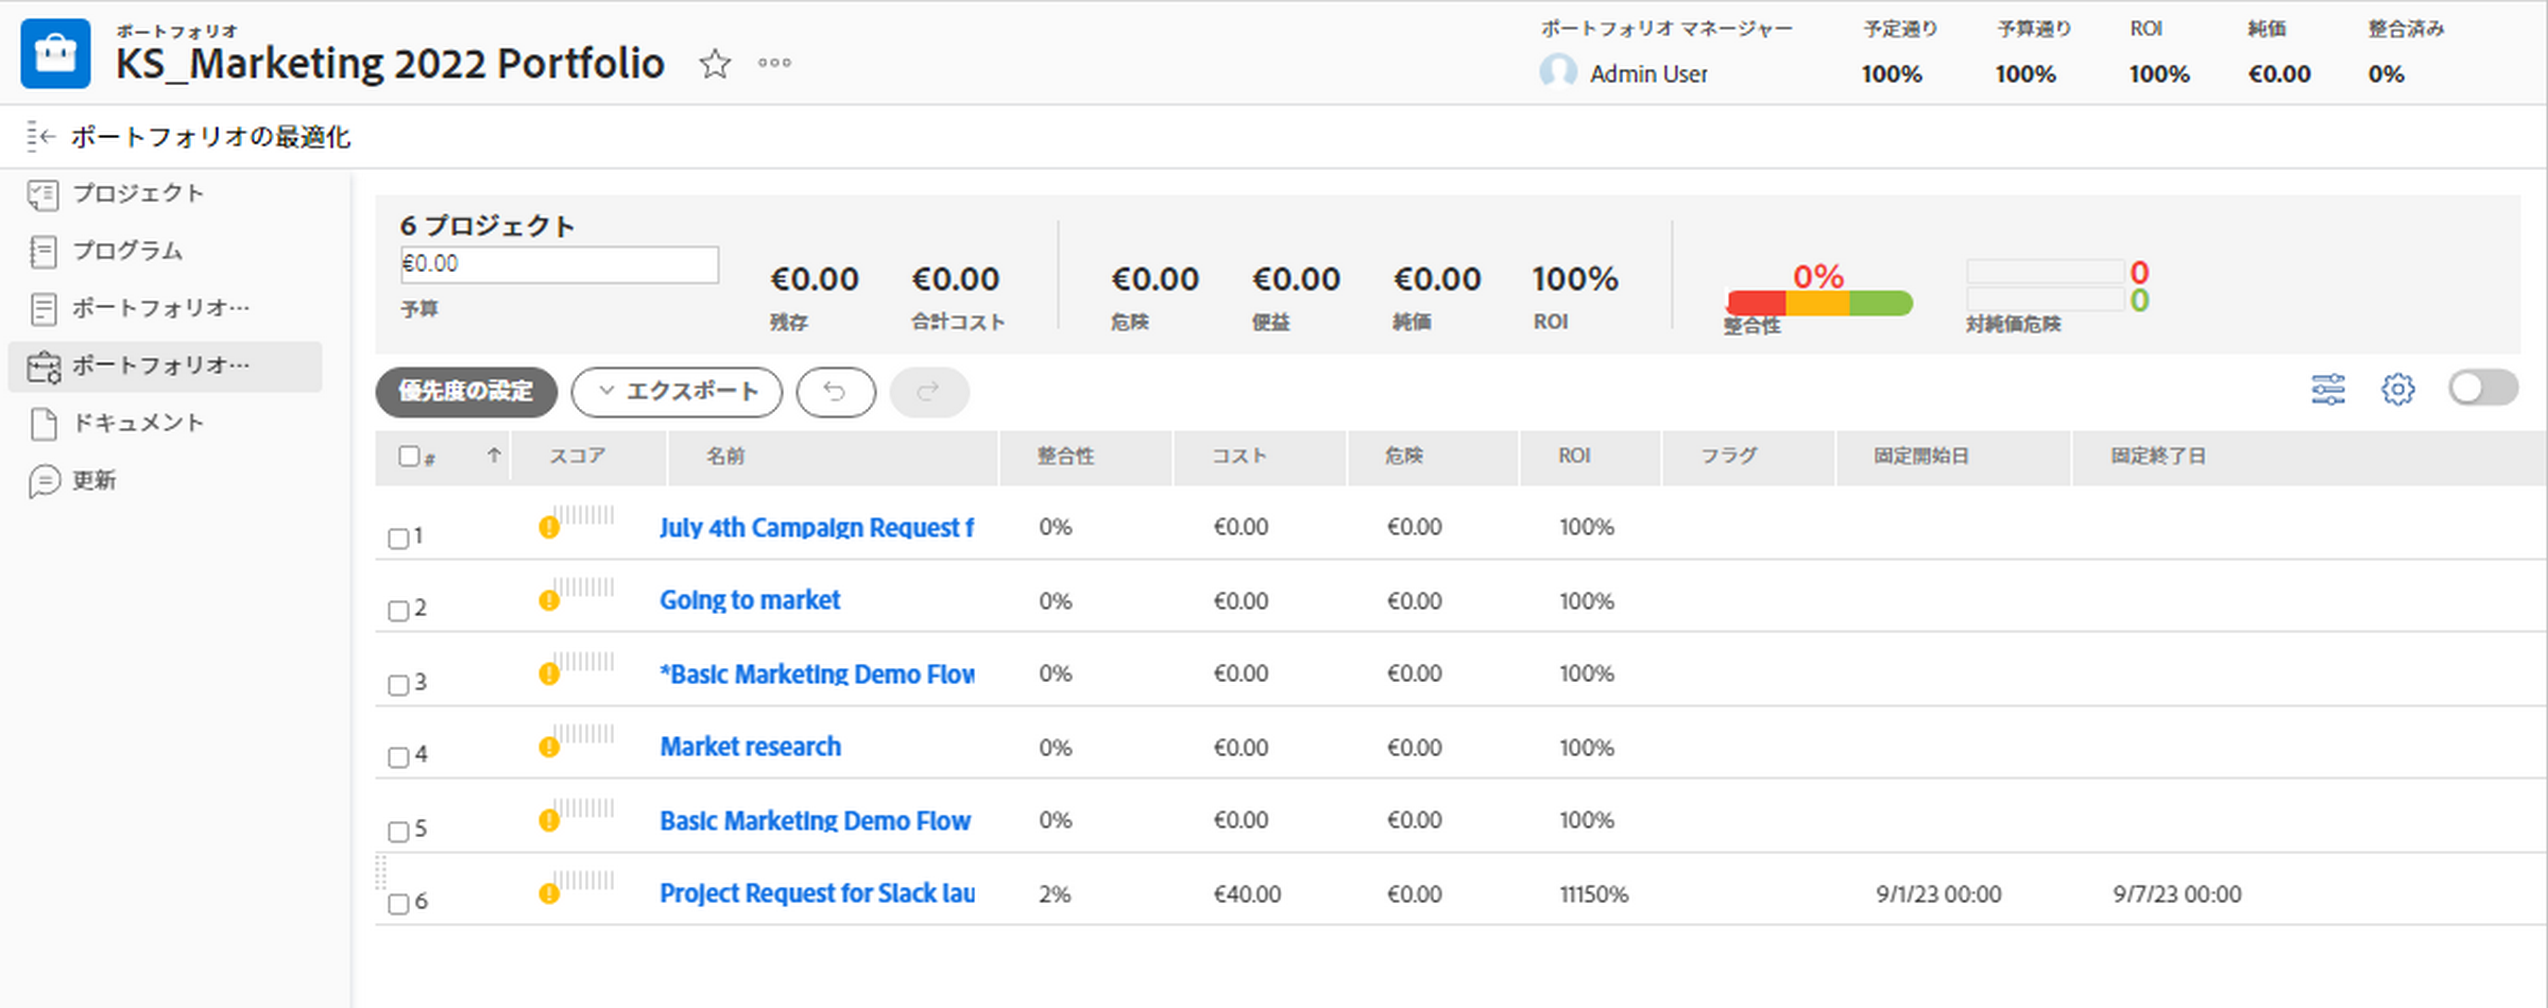 ポートフォリオ
KS_Marketing 2022 Portfolio
ポートフォリオ マネージャー 予定通り 予算通り ROI 純価 整合済み
Admin User 100% 100% 100% €0.00 0%
ポートフォリオの最適化
プロジェクト
プログラム
ポートフォリオ…
ポートフォリオ…
ドキュメント
更新
6 プロジェクト
€0.00
予算
€0.00 €0.00 €0.00 €0.00 €0.00 100% 0% 0
0
残存 合計コスト 危険 便益 純価 ROI 整合性 対純価危険
優先度の設定 エクスポート
# スコア 名前 整合性 コスト 危険 ROI フラグ 固定開始日 固定終了日
1 July 4th Campaign Request f 0% €0.00 €0.00 100%
2 Going to market 0% €0.00 €0.00 100%
3 *Basic Marketing Demo Flow 0% €0.00 €0.00 100%
4 Market research 0% €0.00 €0.00 100%
5 Basic Marketing Demo Flow 0% €0.00 €0.00 100%
6 Project Request for Slack lau 2% €40.00 €0.00 11150% 9/1/23 00:00 9/7/23 00:00